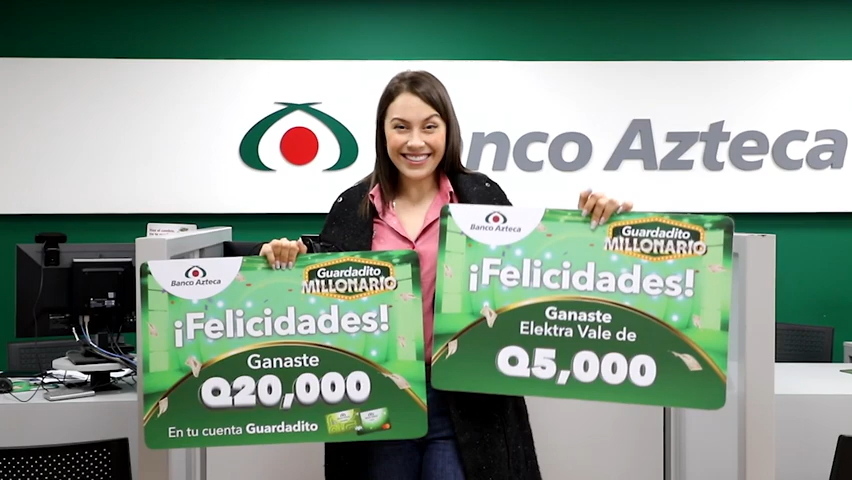 Banco Azteca
Banco Azteca
Guardadito
MILLONARIO
¡Felicidades!
Ganaste
Q20,000
En tu cuenta Guardadito
Banco Azteca
Guardadito
MILLONARIO
¡Felicidades!
Ganaste
Elektra Vale de
Q5,000